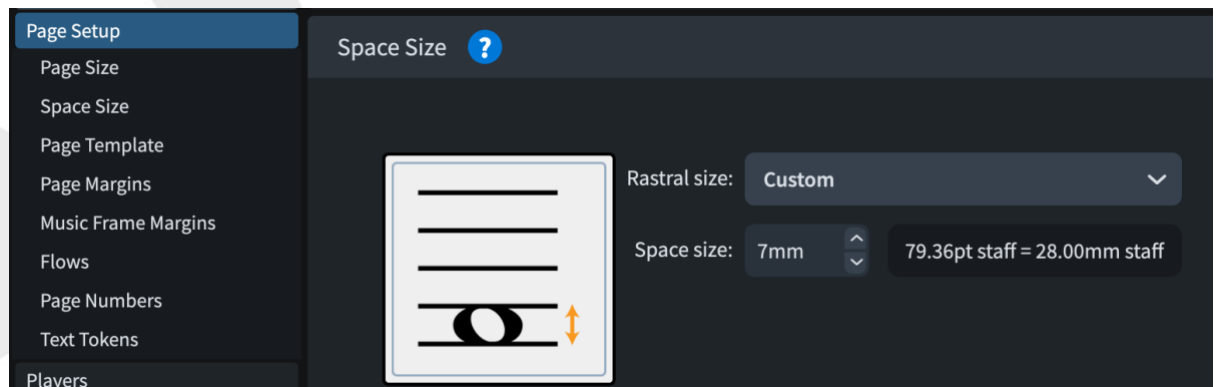 Page Setup
Page Size
Space Size
Page Template
Page Margins
Music Frame Margins
Flows
Page Numbers
Text Tokens
Players
Space Size ?
Rastral size: Custom
Space size: 7mm 79.36pt staff = 28.00mm staff